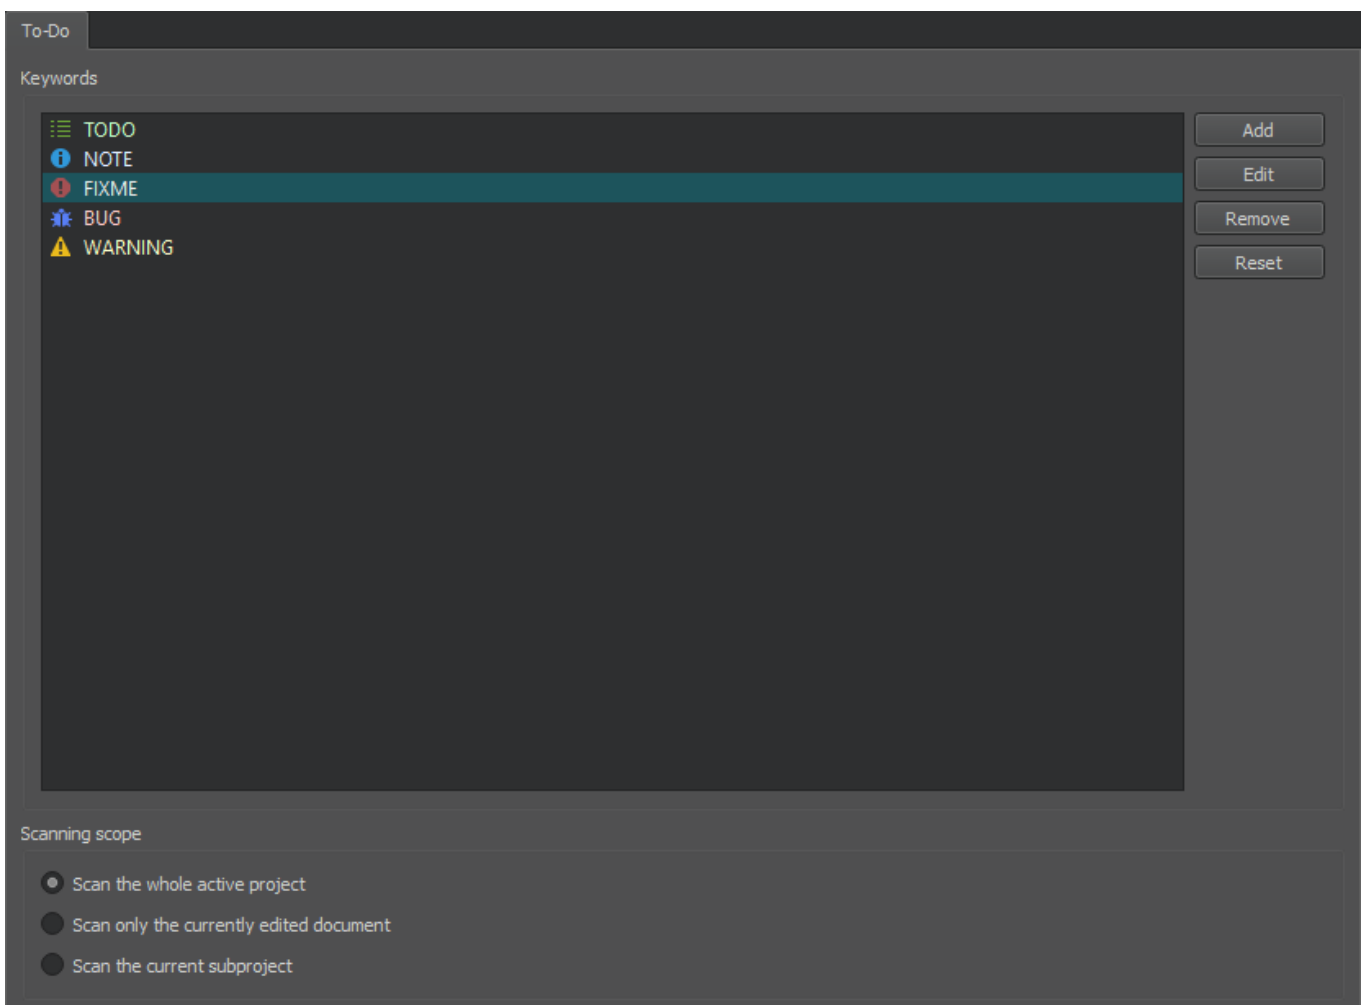 To-Do
Keywords
TODO
NOTE
FIXME
BUG
WARNING
Add
Edit
Remove
Reset
Scanning scope
Scan the whole active project
Scan only the currently edited document
Scan the current subproject